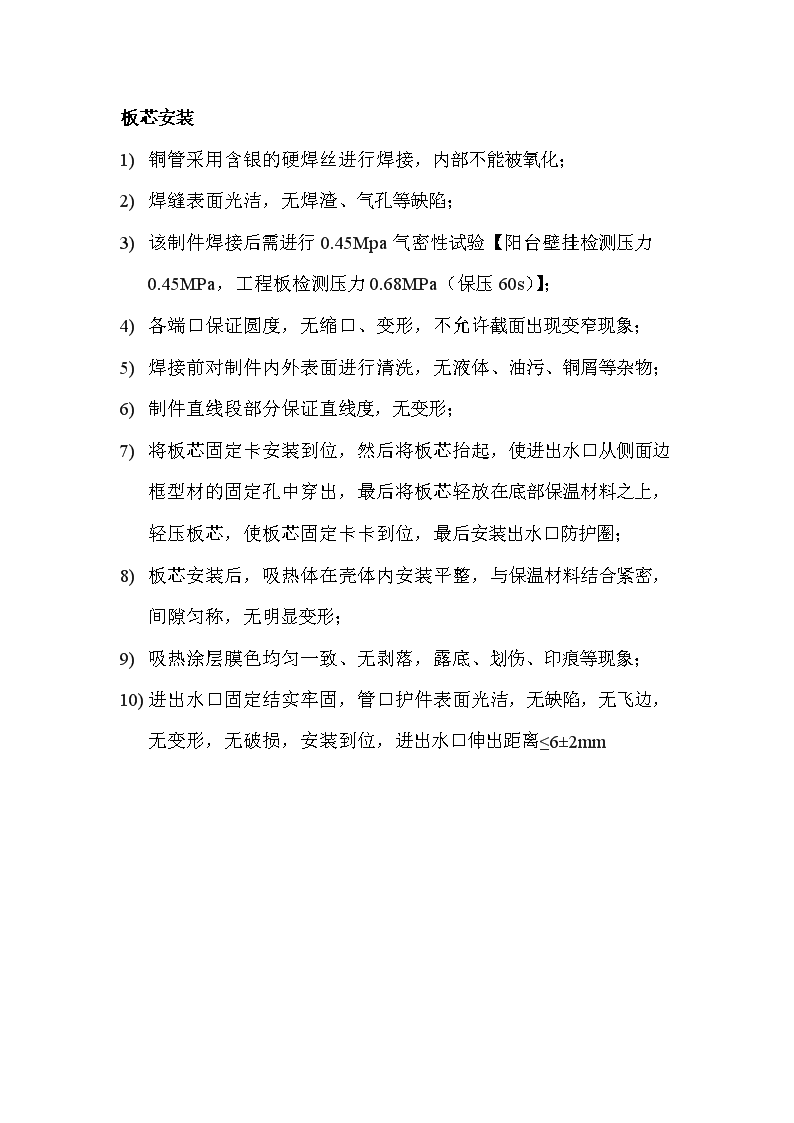 板芯安装
1) 铜管采用含银的硬焊丝进行焊接，内部不能被氧化；
2) 焊缝表面光洁，无焊渣、气孔等缺陷；
3) 该制件焊接后需进行 0.45Mpa 气密性试验【阳台壁挂检测压力
0.45MPa，工程板检测压力 0.68MPa（保压 60s）】；
4) 各端口保证圆度，无缩口、变形，不允许截面出现变窄现象；
5) 焊接前对制件内外表面进行清洗，无液体、油污、铜屑等杂物；
6) 制件直线段部分保证直线度，无变形；
7) 将板芯固定卡安装到位，然后将板芯抬起，使进出水口从侧面边
框型材的固定孔中穿出，最后将板芯轻放在底部保温材料之上，
轻压板芯，使板芯固定卡卡到位，最后安装出水口防护圈；
8) 板芯安装后，吸热体在壳体内安装平整，与保温材料结合紧密，
间隙匀称，无明显变形；
9) 吸热涂层膜色均匀一致、无剥落，露底、划伤、印痕等现象；
10) 进出水口固定结实牢固，管口护件表面光洁，无缺陷，无飞边，
无变形，无破损，安装到位，进出水口伸出距离≤6±2mm